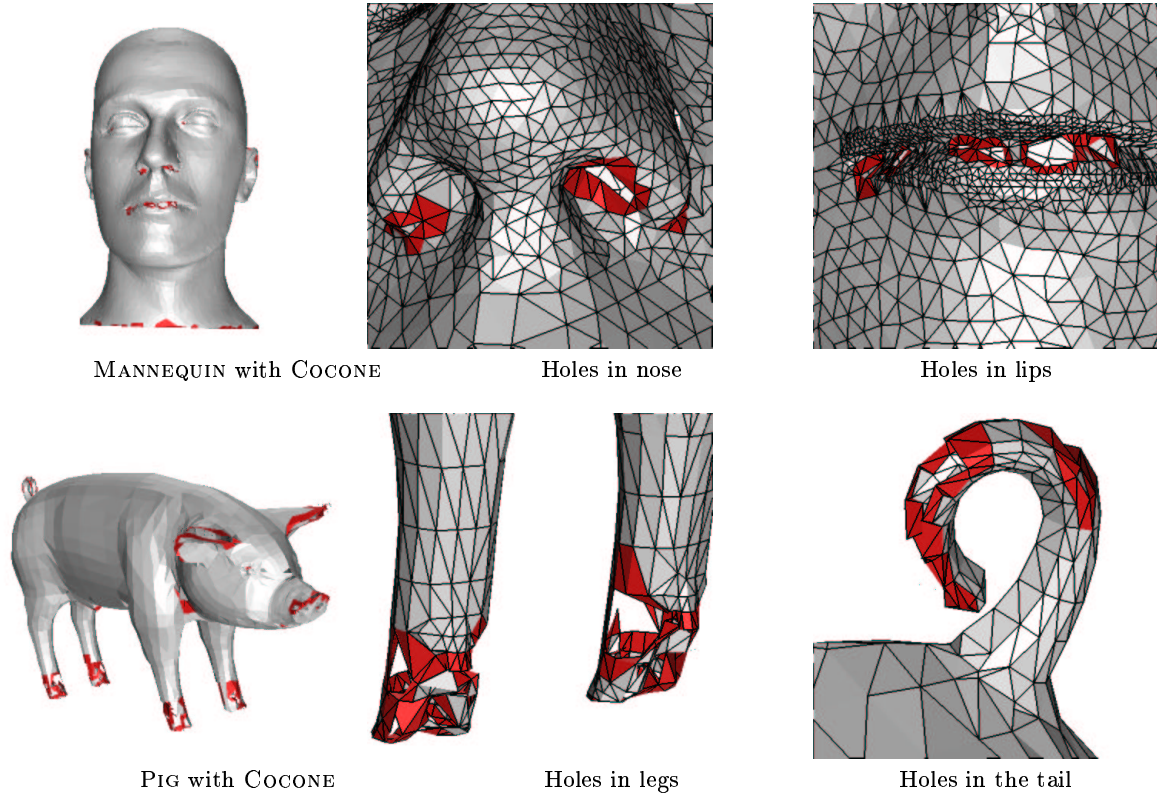 MANNEQUIN with COCONE
Holes in nose
Holes in lips
PIG with COCONE
Holes in legs
Holes in the tail